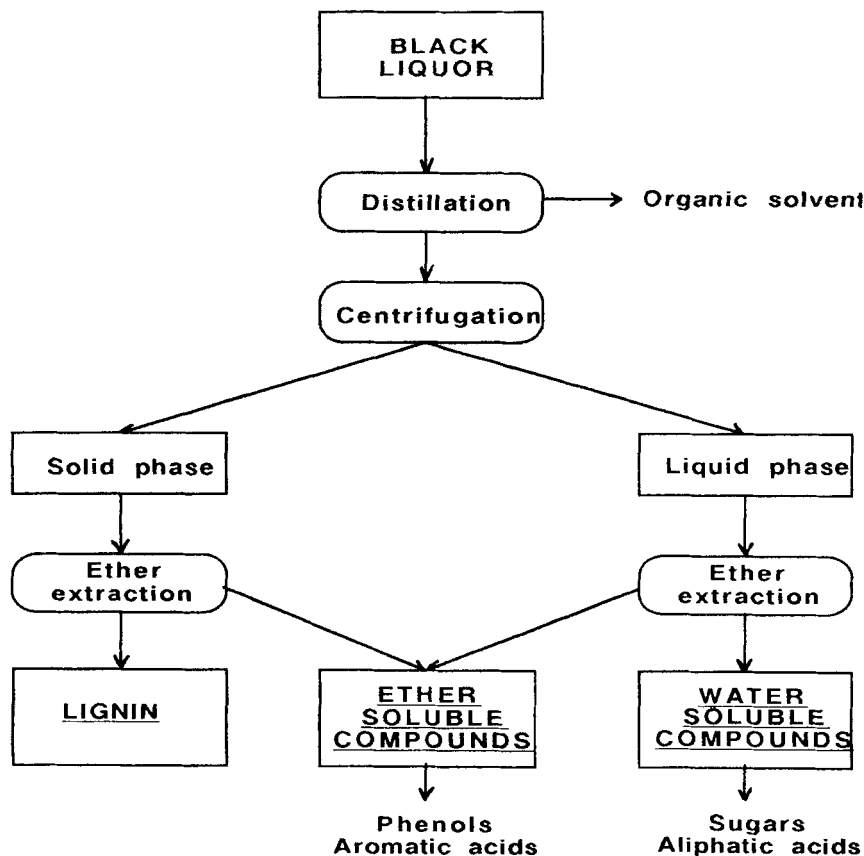 BLACK
LIQUOR
Distillation
Organic solvent
Centrifugation
Solid phase
Liquid phase
Ether
extraction
Ether
extraction
LIGNIN
ETHER
SOLUBLE
COMPOUNDS
WATER
SOLUBLE
COMPOUNDS
Phenols
Aromatic acids
Sugars
Aliphatic acids